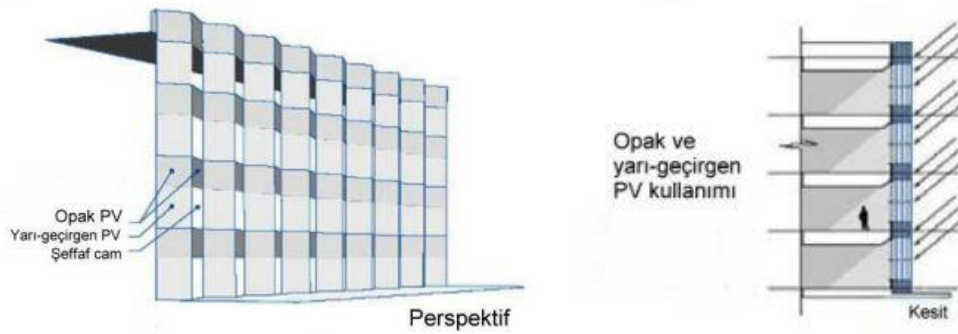 Opak PV
Yarı-geçirgen PV
Şeffaf cam
Perspektif
Opak ve
yarı-geçirgen
PV kullanımı
Kesit